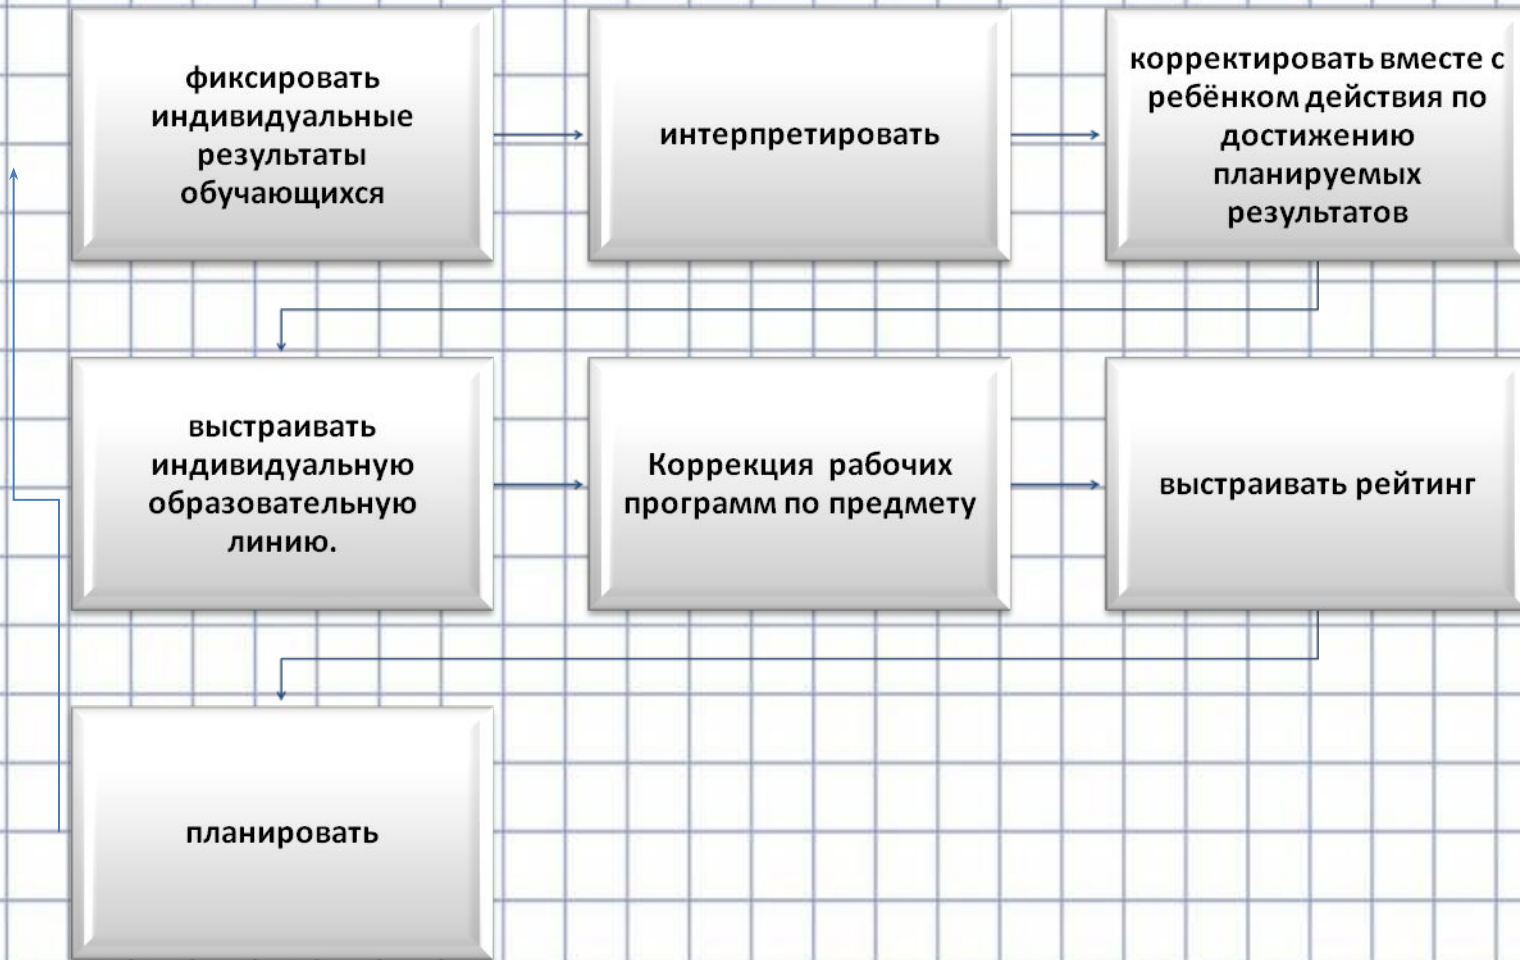 фиксировать
индивидуальные
результаты
обучающихся
интерпретировать
корректировать вместе с
ребёнком действия по
достижению
планируемых
результатов
выстраивать
индивидуальную
образовательную
линию.
Коррекция рабочих
программ по предмету
выстраивать рейтинг
планировать